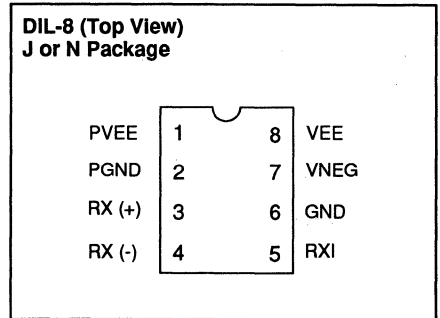 DIL-8 (Top View)
J or N Package
PVEE 1 8 VEE
PGND 2 7 VNEG
RX (+) 3 6 GND
RX (-) 4 5 RXI